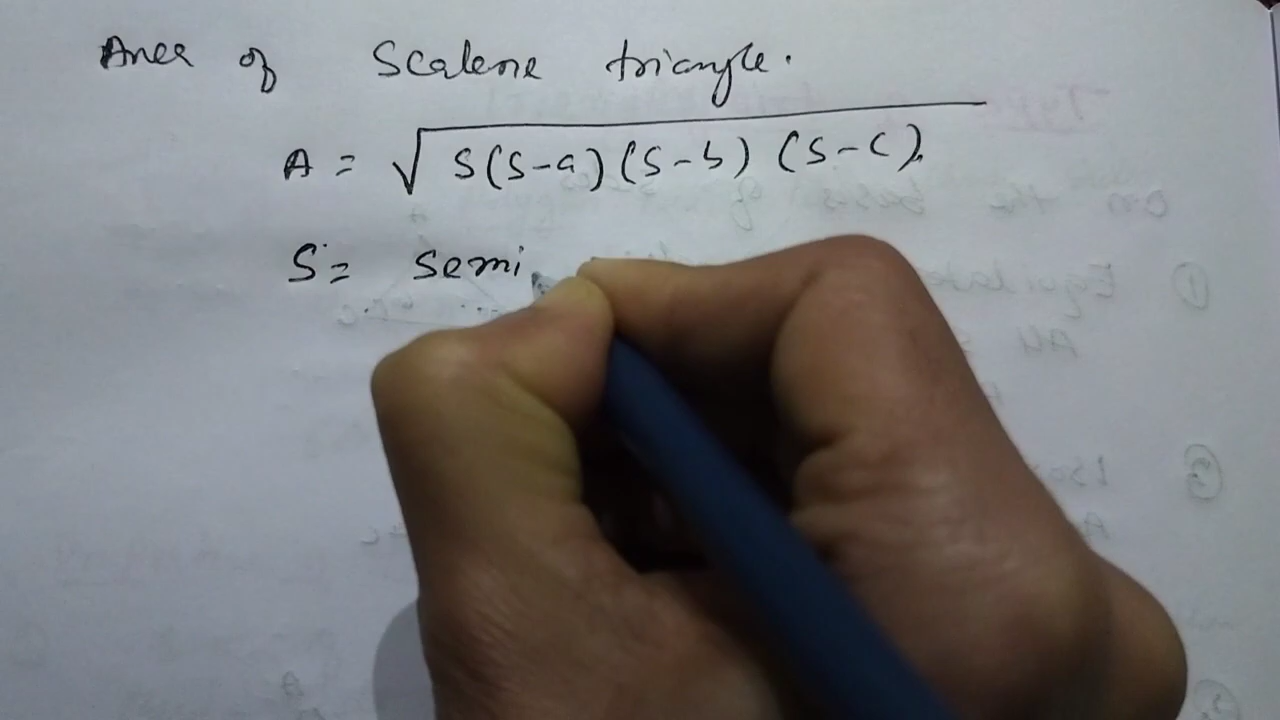 Area of Scalene triangle.
A = √S(S-a)(S-b)(S-c).
S = semi